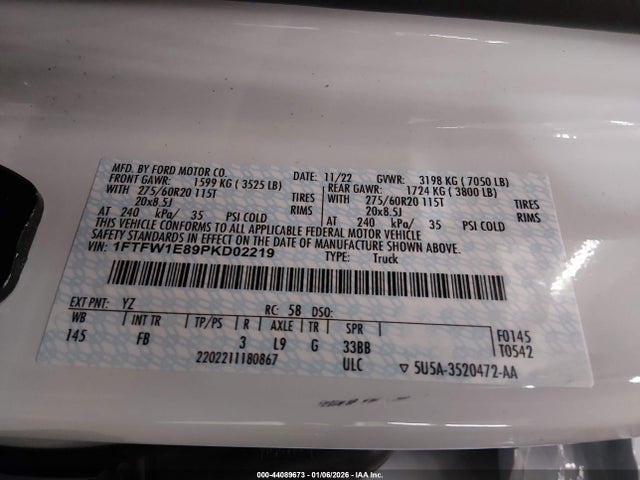 MFD. BY FORD MOTOR CO. DATE: 11/22 GVWR: 3198 KG ( 7050 LB)
FRONT GAWR: 1599 KG ( 3525 LB) REAR GAWR: 1724 KG ( 3800 LB)
WITH 275/60R20 115T TIRES WITH 275/60R20 115T TIRES
20x8.5J RIMS 20x8.5J RIMS
AT 240 kPa/ 35 PSI COLD AT 240 kPa/ 35 PSI COLD
THIS VEHICLE CONFORMS TO ALL APPLICABLE FEDERAL MOTOR VEHICLE
SAFETY STANDARDS IN EFFECT ON THE DATE OF MANUFACTURE SHOWN ABOVE.
VIN: 1FTFW1E89PKD02219 TYPE: Truck
EXT PNT: YZ RC: 58 DSO:
WB INT TR TP/PS R AXLE TR SPR F0145
145 FB 3 L9 G 33BB T0542
2202211180867 ULC 5U5A-3520472-AA
000-44089673 - 01/06/2026 - IAA Inc.